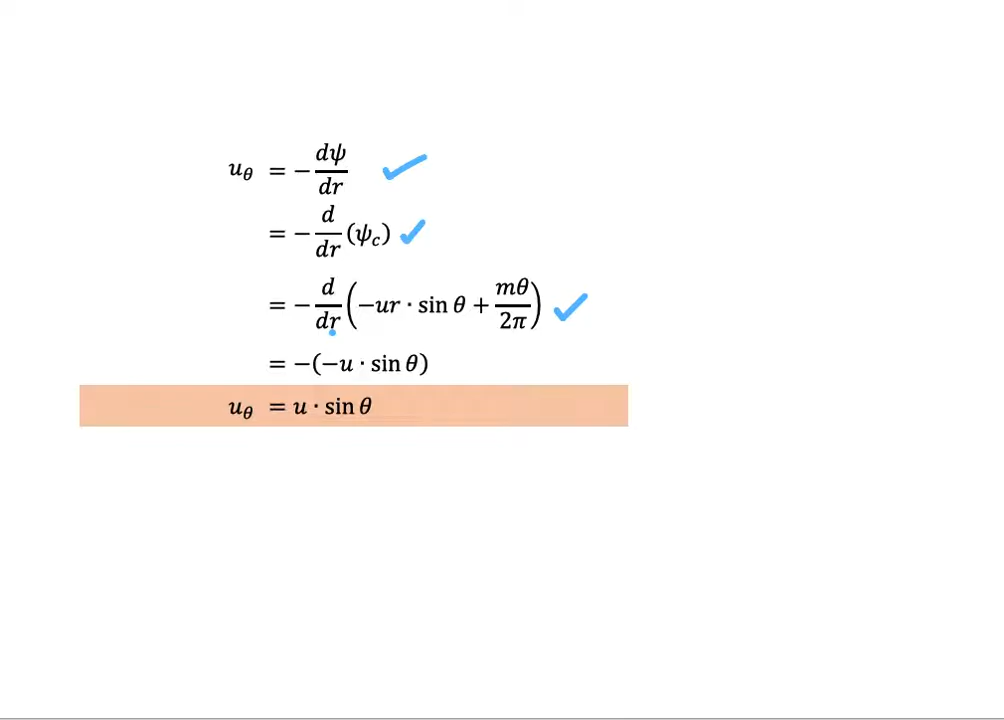 u_θ = −dψ/dr
= −d/dr (ψ_c)
= −d/dr (−ur · sin θ + mθ/2π)
= −(−u · sin θ)
u_θ = u · sin θ